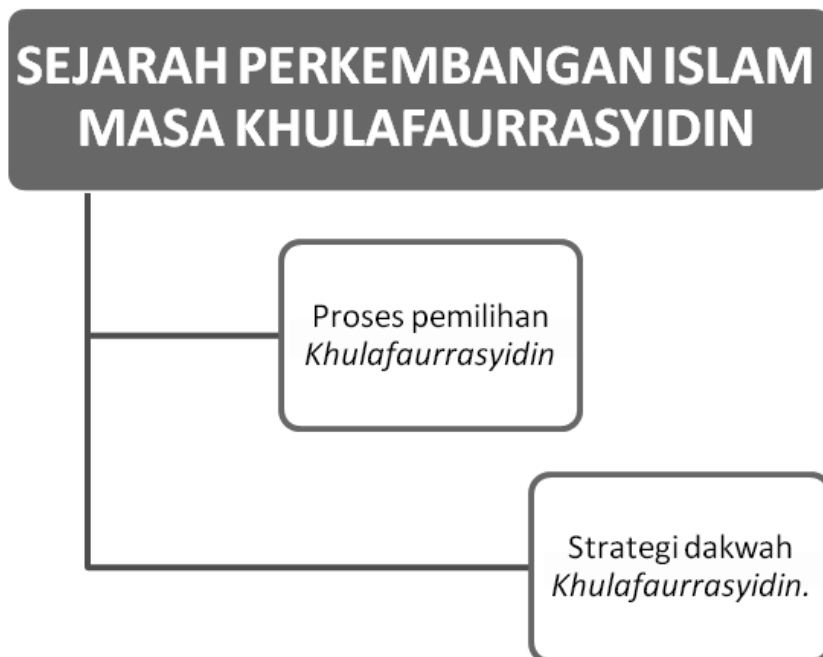 SEJARAH PERKEMBANGAN ISLAM
MASA KHULAFAURRASYIDIN
Proses pemilihan
Khulafaurrasyidin
Strategi dakwah
Khulafaurrasyidin.